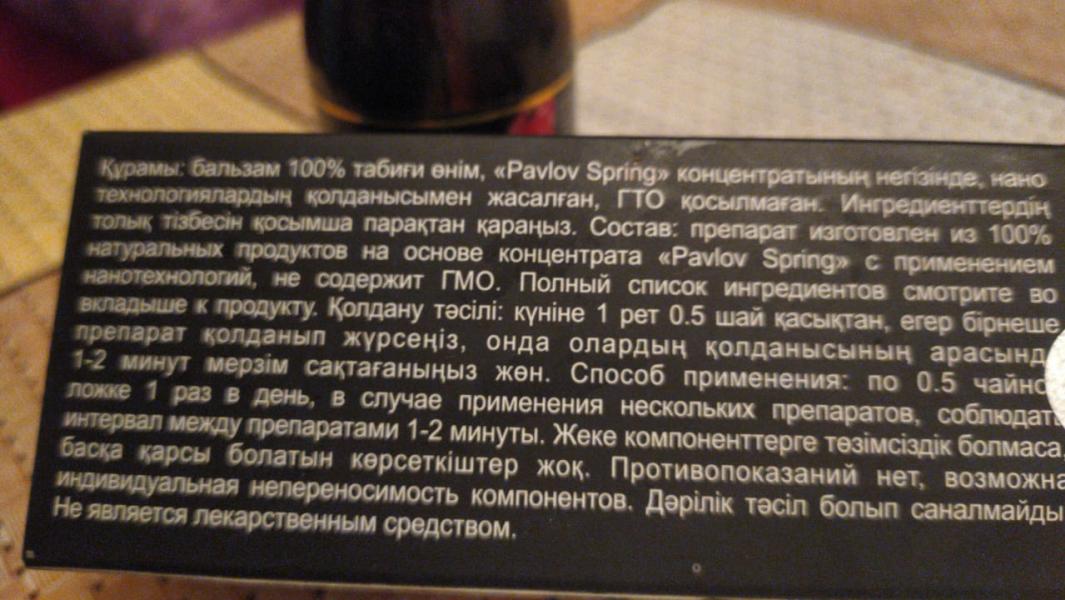 Құрамы: бальзам 100% табиғи өнім, «Pavlov Spring» концентратының негізінде, нано
технологиялардың қолданысымен жасалған, ГТО қосылмаған. Ингредиенттердің
толық тізбесін қосымша парақтан қараңыз. Состав: препарат изготовлен из 100%
натуральных продуктов на основе концентрата «Pavlov Spring» с применением
нанотехнологий, не содержит ГМО. Полный список ингредиентов смотрите во
вкладыше к продукту. Қолдану тәсілі: күніне 1 рет 0.5 шай қасықтан, егер бірнеше
препарат қолданып жүрсеңіз, онда олардың қолданысының арасынд
1-2 минут мерзім сақтағаныңыз жөн. Способ применения: по 0.5 чайно
ложке 1 раз в день, в случае применения нескольких препаратов, соблюдать
интервал между препаратами 1-2 минуты. Жеке компоненттерге төзімсіздік болмаса,
басқа қарсы болатын көрсеткіштер жоқ. Противопоказаний нет, возможна
индивидуальная непереносимость компонентов. Дәрілік тәсіл болып саналмайды
Не является лекарственным средством.